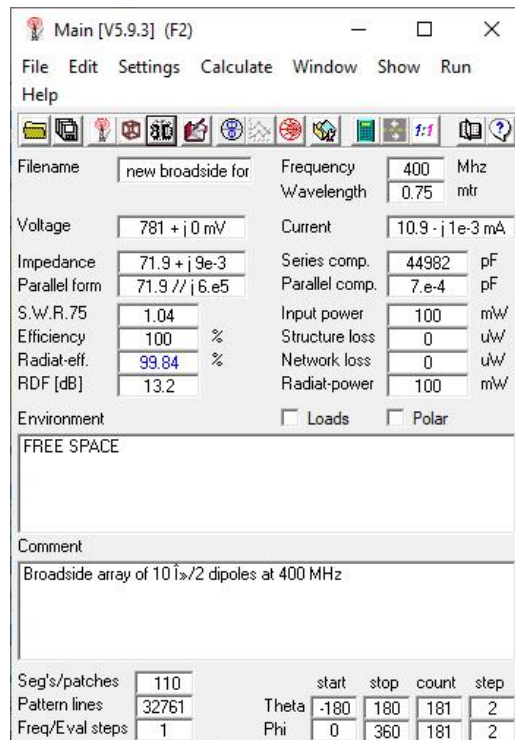 Main [V5.9.3] (F2)
File Edit Settings Calculate Window Show Run
Help
3D 1:1 ?
Filename new broadside for Frequency 400 Mhz
Wavelength 0.75 mtr
Voltage 781 + j 0 mV Current 10.9 - j 1e-3 mA
Impedance 71.9 + j 9e-3 Series comp. 44982 pF
Parallel form 71.9 // j 6.e5 Parallel comp. 7.e-4 pF
S.W.R.75 1.04 Input power 100 mW
Efficiency 100 % Structure loss 0 uW
Radiat-eff. 99.84 % Network loss 0 uW
RDF [dB] 13.2 Radiat-power 100 mW
Environment Loads Polar
FREE SPACE
Comment
Broadside array of 10 λ/2 dipoles at 400 MHz
Seg's/patches 110 start stop count step
Pattern lines 32761 Theta -180 180 181 2
Freq/Eval steps 1 Phi 0 360 181 2